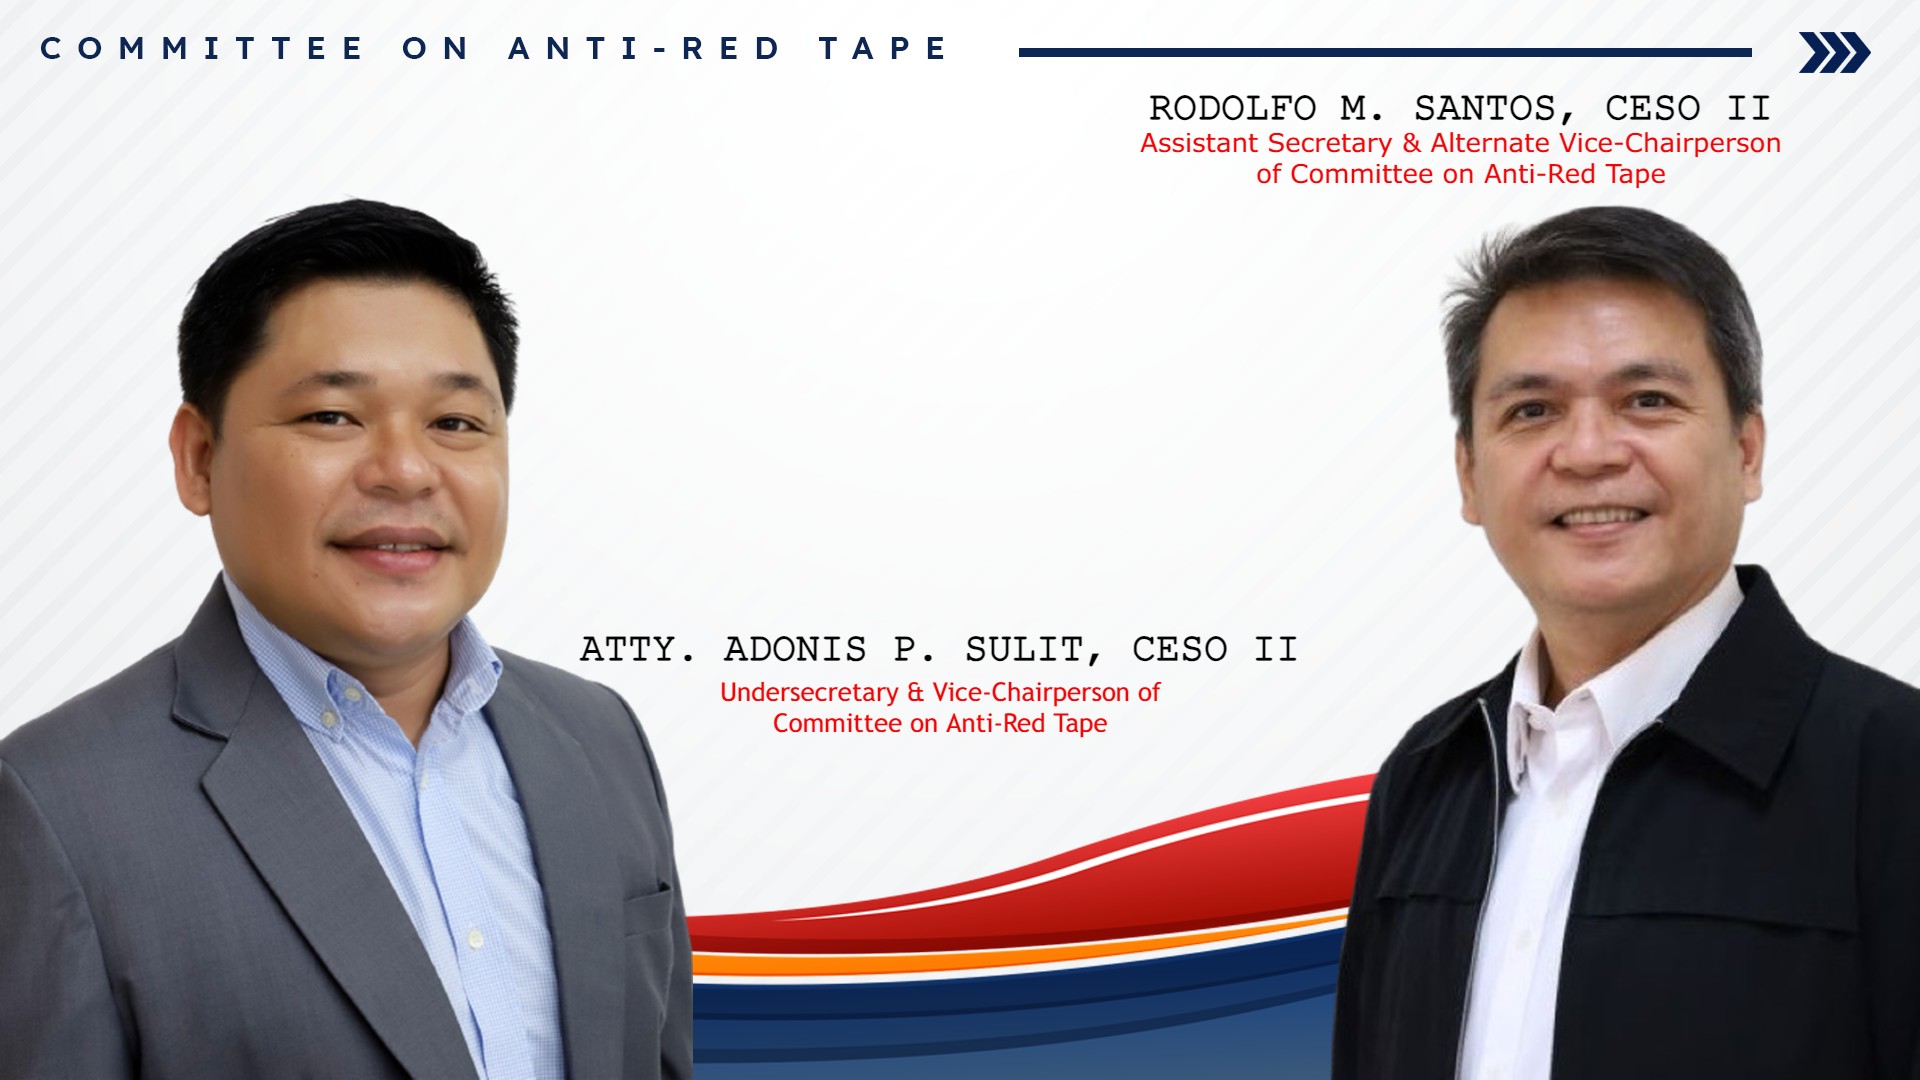 COMMITTEE ON ANTI-RED TAPE
RODOLFO M. SANTOS, CESO II
Assistant Secretary & Alternate Vice-Chairperson
of Committee on Anti-Red Tape
ATTY. ADONIS P. SULIT, CESO II
Undersecretary & Vice-Chairperson of
Committee on Anti-Red Tape